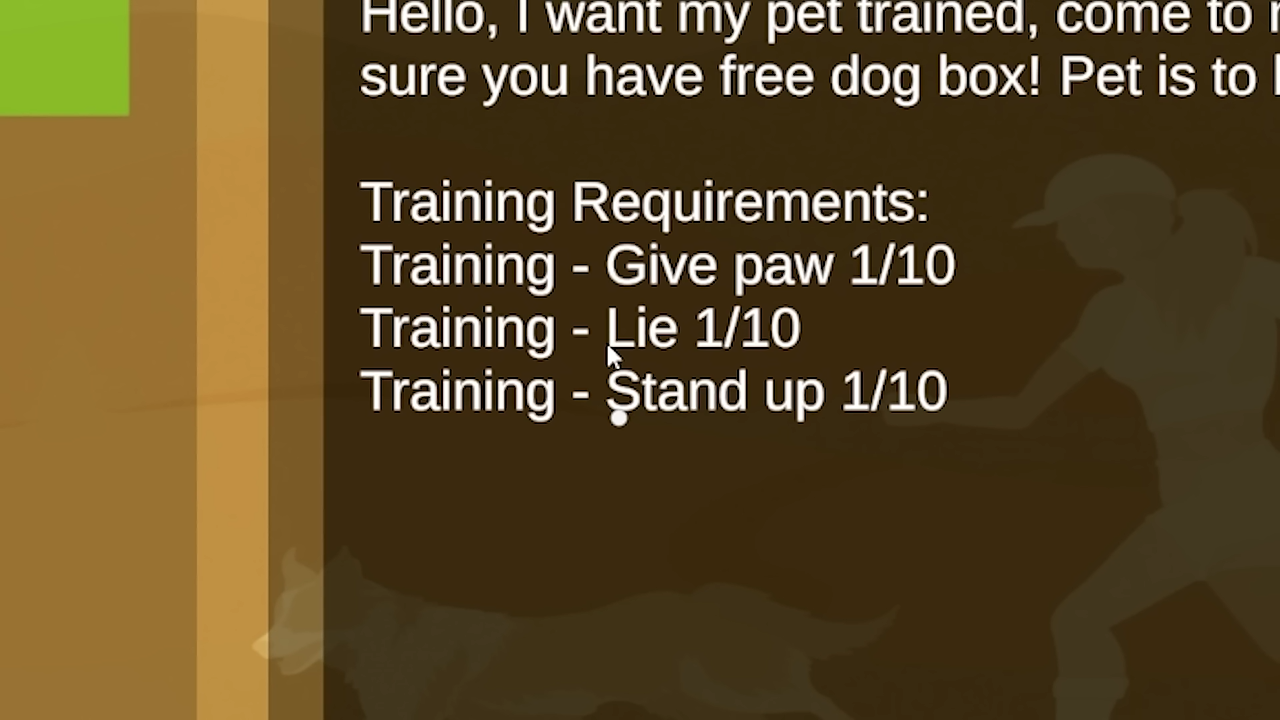 Hello, I want my pet trained, come to
sure you have free dog box! Pet is to
Training Requirements:
Training - Give paw 1/10
Training - Lie 1/10
Training - Stand up 1/10